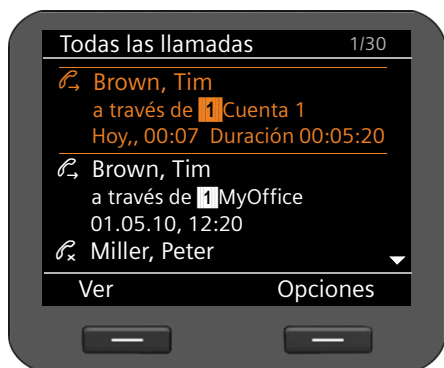 Todas las llamadas 1/30
Brown, Tim
a través de 1 Cuenta 1
Hoy,, 00:07 Duración 00:05:20
Brown, Tim
a través de 1 MyOffice
01.05.10, 12:20
Miller, Peter
Ver Opciones